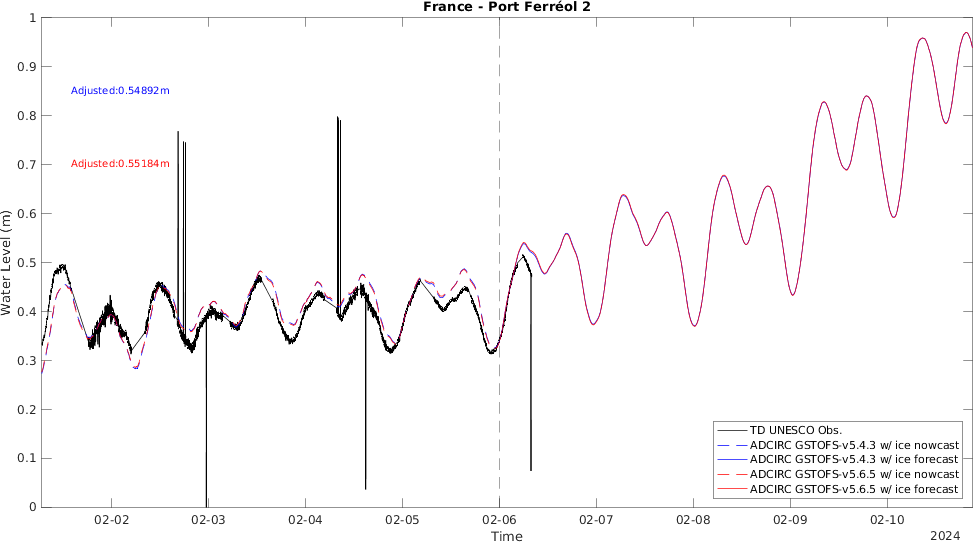 France - Port Ferréol 2
1
0.9
0.8
0.7
0.6
0.5
0.4
0.3
0.2
0.1
0
Water Level (m)
Adjusted:0.54892m
Adjusted:0.55184m
TD UNESCO Obs.
ADCIRC GSTOFS-v5.4.3 w/ ice nowcast
ADCIRC GSTOFS-v5.4.3 w/ ice forecast
ADCIRC GSTOFS-v5.6.5 w/ ice nowcast
ADCIRC GSTOFS-v5.6.5 w/ ice forecast
02-02 02-03 02-04 02-05 02-06 02-07 02-08 02-09 02-10
Time
2024